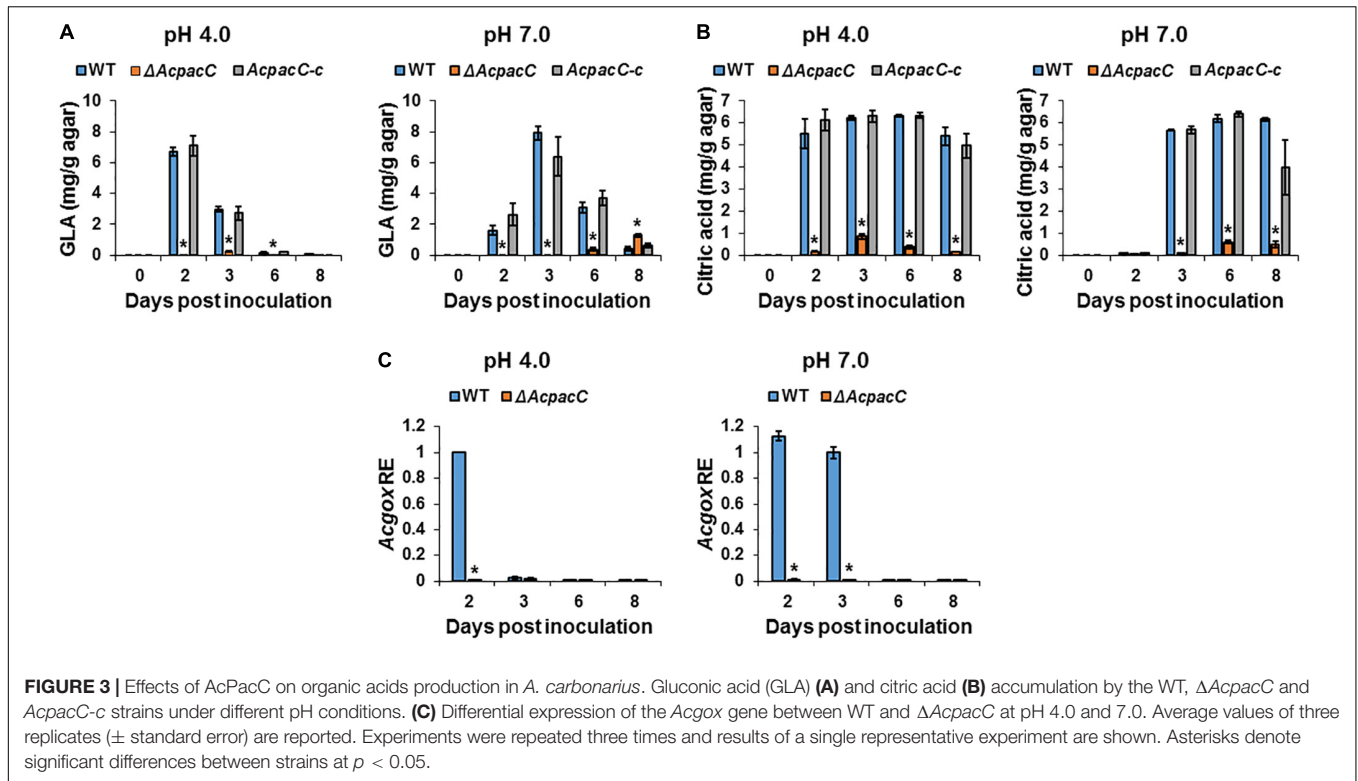 A
pH 4.0
WT ΔAcpacC AcpacC-c
GLA (mg/g agar)
10
8
6
4
2
0
* * *
0 2 3 6 8
Days post inoculation
pH 7.0
WT ΔAcpacC AcpacC-c
GLA (mg/g agar)
10
8
6
4
2
0
* * * *
0 2 3 6 8
Days post inoculation
B
pH 4.0
WT ΔAcpacC AcpacC-c
Citric acid (mg/g agar)
7
6
5
4
3
2
1
0
* * * *
0 2 3 6 8
Days post inoculation
pH 7.0
WT ΔAcpacC AcpacC-c
Citric acid (mg/g agar)
7
6
5
4
3
2
1
0
* * *
0 2 3 6 8
Days post inoculation
C
pH 4.0
WT ΔAcpacC
Acgox RE
1.2
1
0.8
0.6
0.4
0.2
0
*
2 3 6 8
Days post inoculation
pH 7.0
WT ΔAcpacC
Acgox RE
1.2
1
0.8
0.6
0.4
0.2
0
* *
2 3 6 8
Days post inoculation
FIGURE 3 | Effects of AcPacC on organic acids production in A. carbonarius. Gluconic acid (GLA) (A) and citric acid (B) accumulation by the WT, ΔAcpacC and
AcpacC-c strains under different pH conditions. (C) Differential expression of the Acgox gene between WT and ΔAcpacC at pH 4.0 and 7.0. Average values of three
replicates (± standard error) are reported. Experiments were repeated three times and results of a single representative experiment are shown. Asterisks denote
significant differences between strains at p < 0.05.